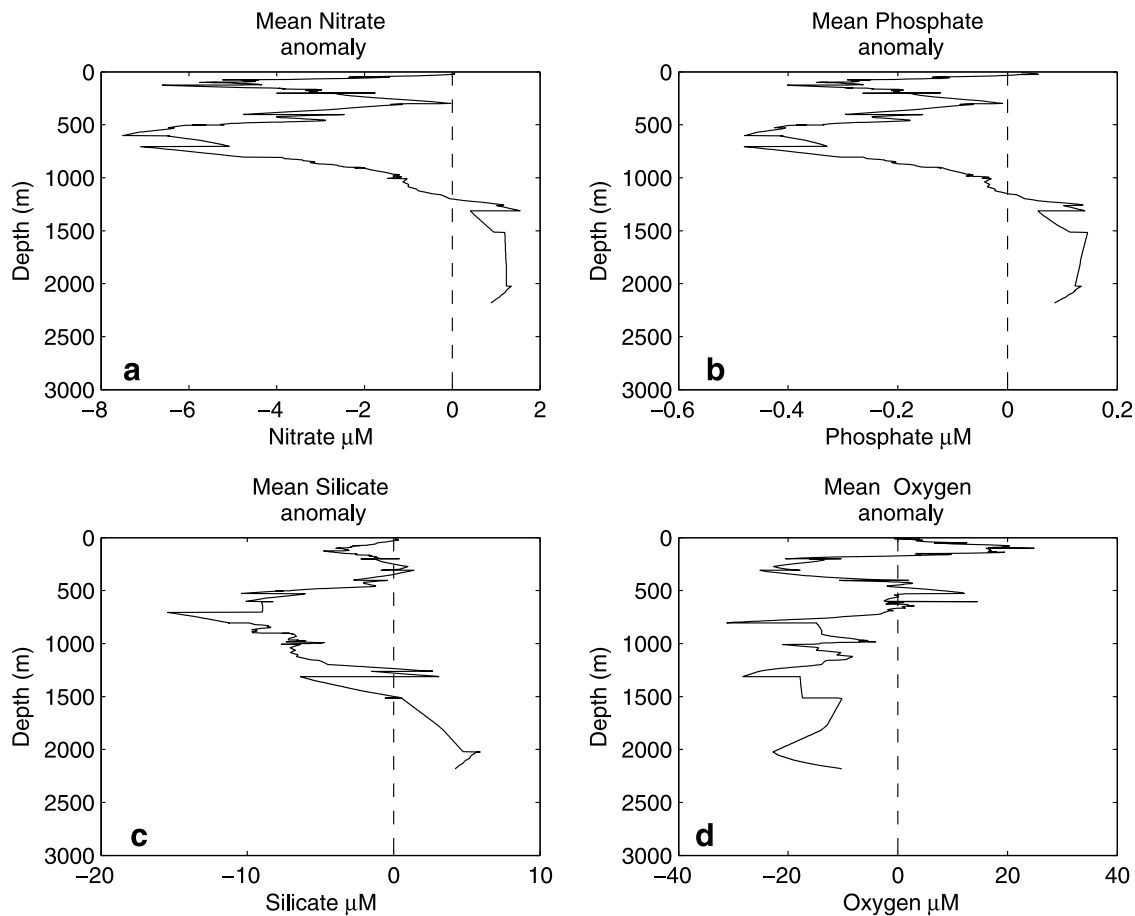 Mean Nitrate
anomaly
0
500
1000
1500
2000
2500
3000
Depth (m)
a
−8 −6 −4 −2 0 2
Nitrate μM
Mean Phosphate
anomaly
0
500
1000
1500
2000
2500
3000
Depth (m)
b
−0.6 −0.4 −0.2 0 0.2
Phosphate μM
Mean Silicate
anomaly
0
500
1000
1500
2000
2500
3000
Depth (m)
c
−20 −10 0 10
Silicate μM
Mean Oxygen
anomaly
0
500
1000
1500
2000
2500
3000
Depth (m)
d
−40 −20 0 20 40
Oxygen μM